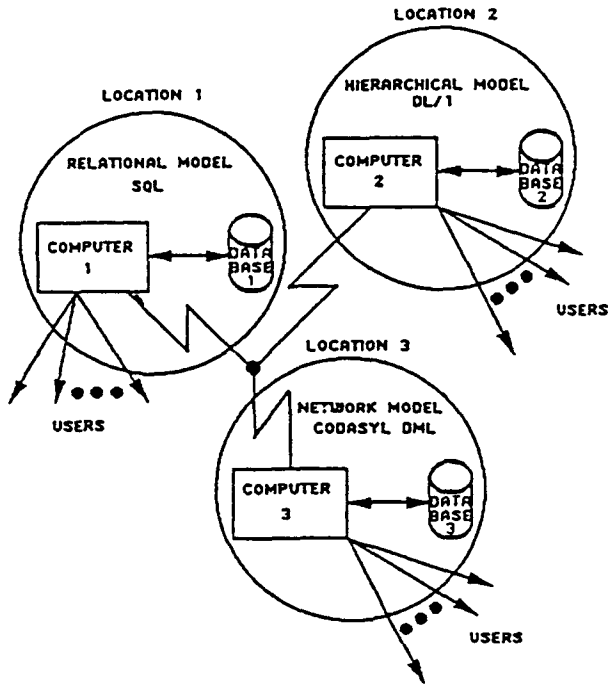 LOCATION 1
RELATIONAL MODEL
SQL
COMPUTER
1
DATA
BASE
1
USERS
LOCATION 2
HIERARCHICAL MODEL
DL/1
COMPUTER
2
DATA
BASE
2
USERS
LOCATION 3
NETWORK MODEL
CODASYL DML
COMPUTER
3
DATA
BASE
3
USERS